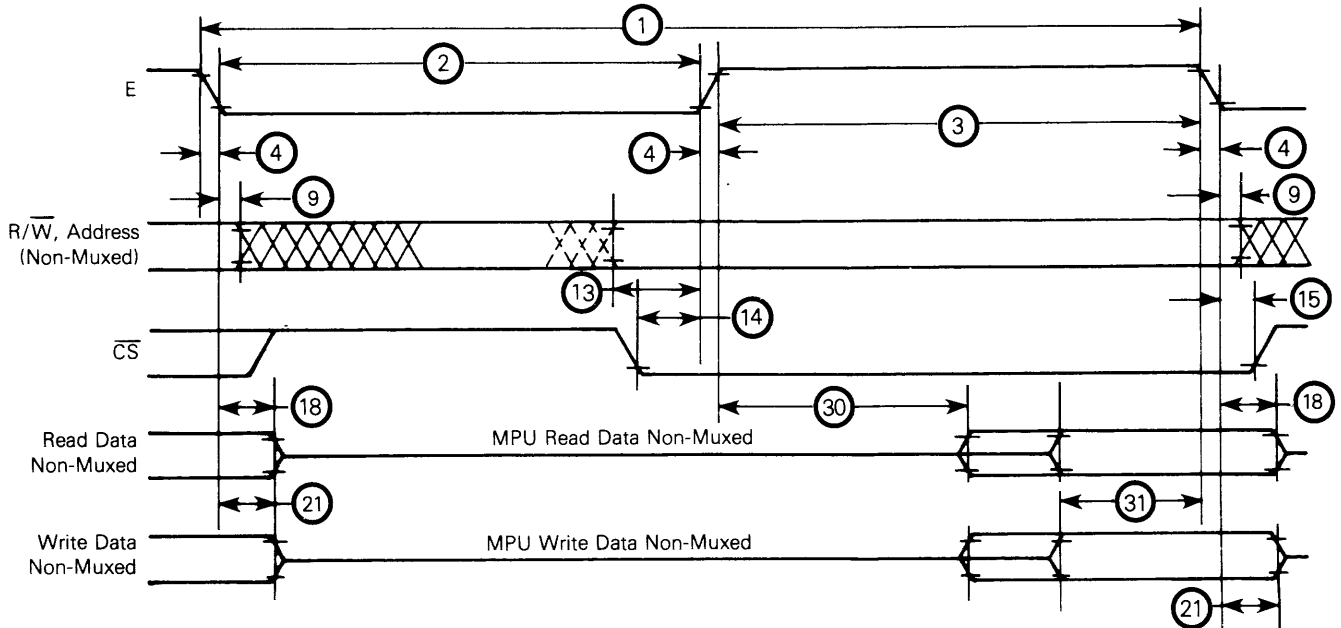 1
2
E
3
4
4
4
9
9
R/W̅, Address
(Non-Muxed)
13
14
15
C̅S̅
18
30
18
Read Data
Non-Muxed
MPU Read Data Non-Muxed
21
31
Write Data
Non-Muxed
MPU Write Data Non-Muxed
21